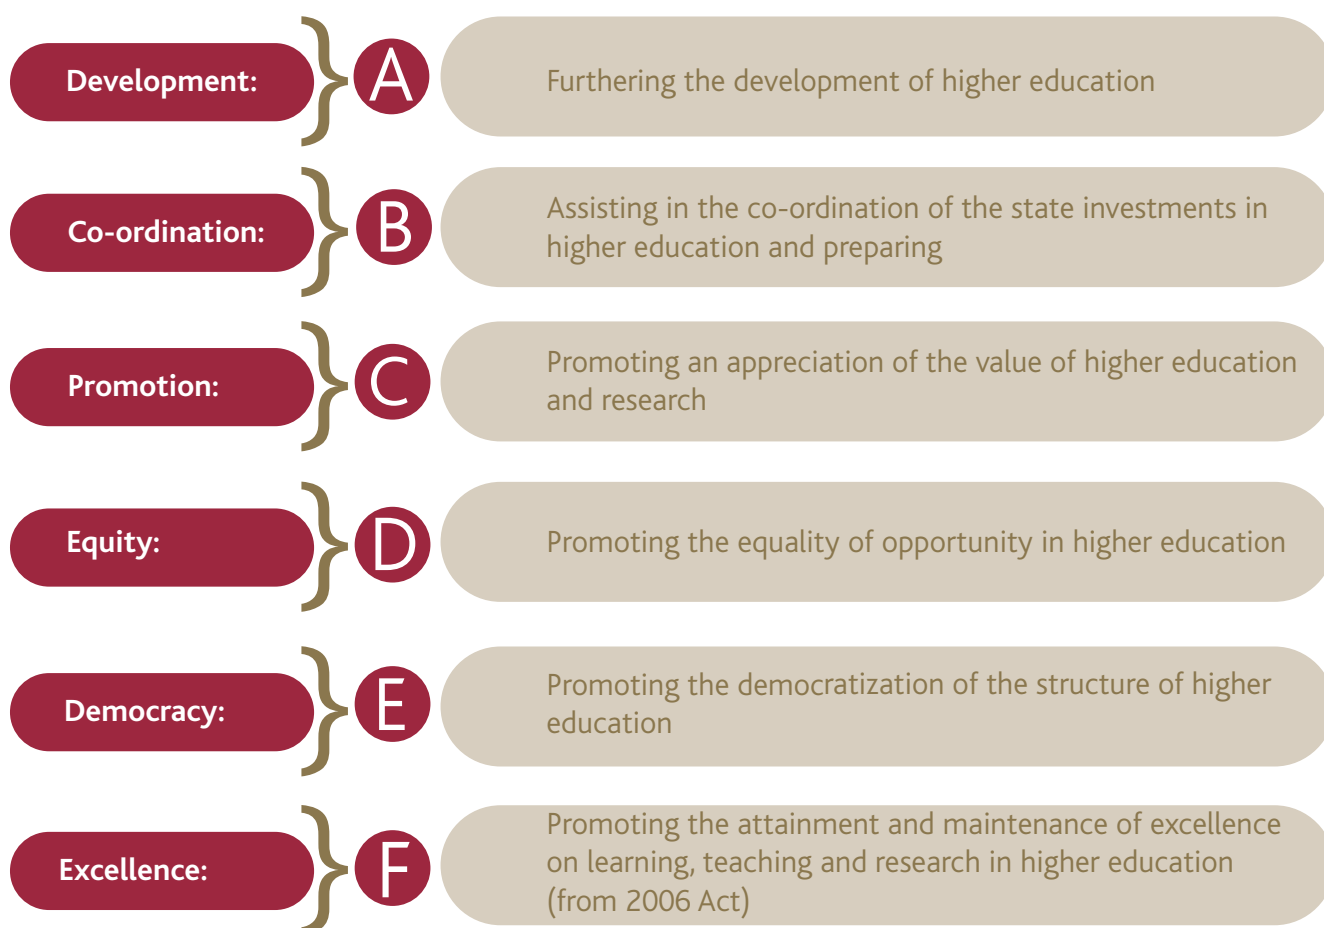 Development:
A
Furthering the development of higher education
Co-ordination:
B
Assisting in the co-ordination of the state investments in
higher education and preparing
Promotion:
C
Promoting an appreciation of the value of higher education
and research
Equity:
D
Promoting the equality of opportunity in higher education
Democracy:
E
Promoting the democratization of the structure of higher
education
Excellence:
F
Promoting the attainment and maintenance of excellence
on learning, teaching and research in higher education
(from 2006 Act)